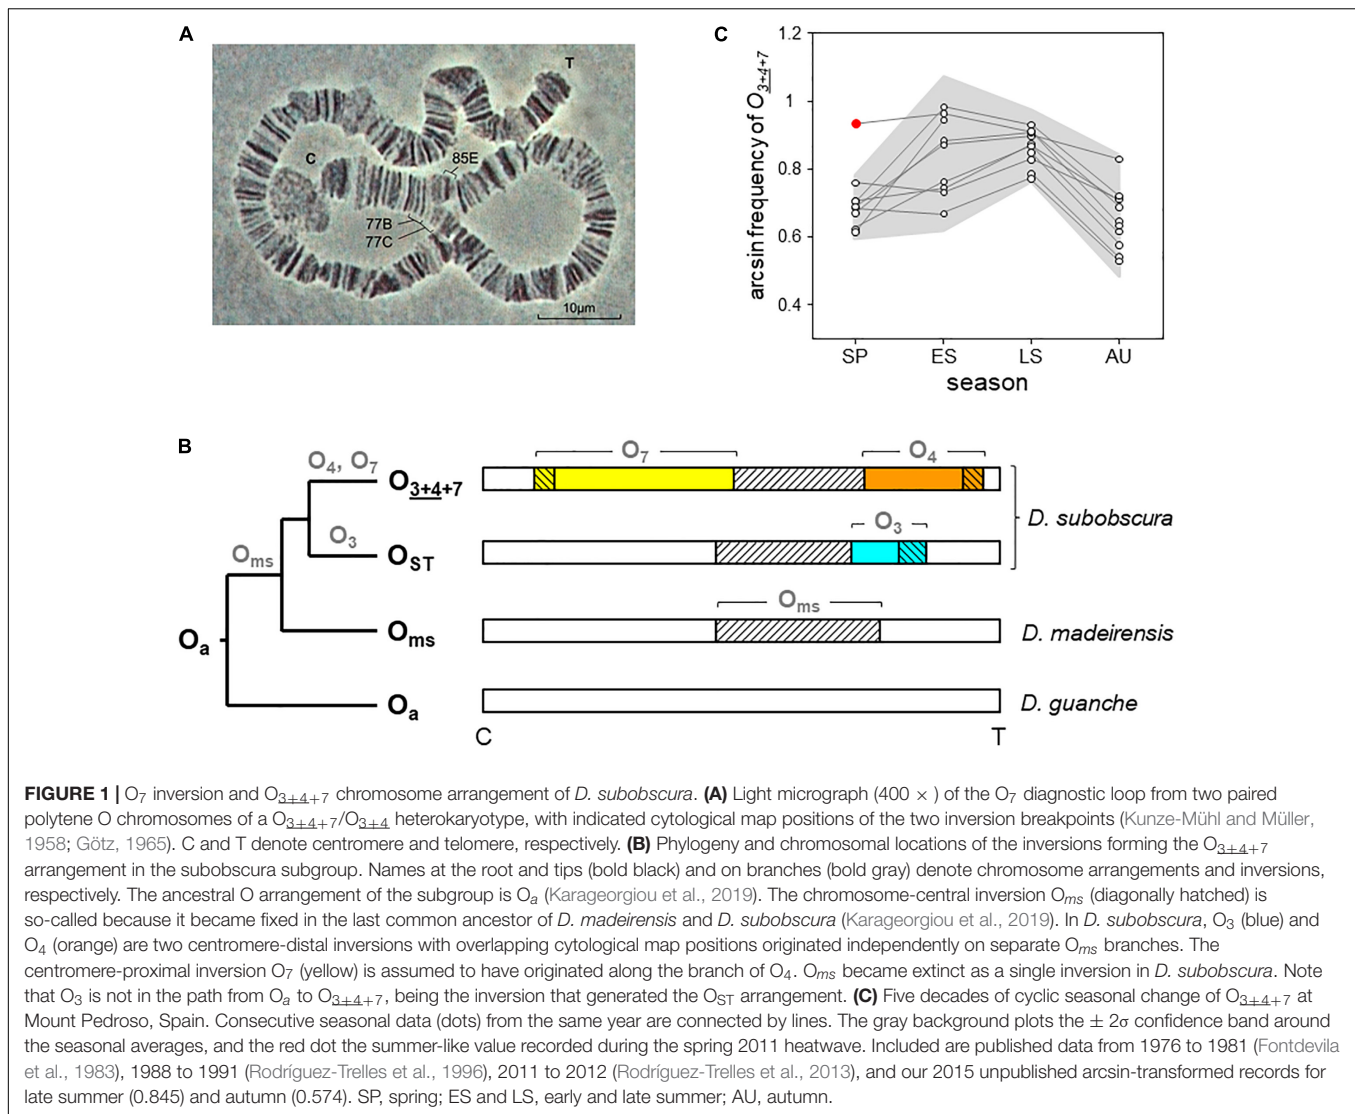 A
T
C
85E
77B
77C
10µm
C
arcsin frequency of O3+4+7
1.2
1
0.8
0.6
0.4
SP ES LS AU
season
B
O4, O7
O3+4+7
O7
O4
D. subobscura
O3
OST
O3
Oms
Oa
Oms
Oms
D. madeirensis
Oa
D. guanche
C T
FIGURE 1 | O7 inversion and O3+4+7 chromosome arrangement of D. subobscura. (A) Light micrograph (400 × ) of the O7 diagnostic loop from two paired
polytene O chromosomes of a O3+4+7/O3+4 heterokaryotype, with indicated cytological map positions of the two inversion breakpoints (Kunze-Mühl and Müller,
1958; Götz, 1965). C and T denote centromere and telomere, respectively. (B) Phylogeny and chromosomal locations of the inversions forming the O3+4+7
arrangement in the subobscura subgroup. Names at the root and tips (bold black) and on branches (bold gray) denote chromosome arrangements and inversions,
respectively. The ancestral O arrangement of the subgroup is Oa (Karageorgiou et al., 2019). The chromosome-central inversion Oms (diagonally hatched) is
so-called because it became fixed in the last common ancestor of D. madeirensis and D. subobscura (Karageorgiou et al., 2019). In D. subobscura, O3 (blue) and
O4 (orange) are two centromere-distal inversions with overlapping cytological map positions originated independently on separate Oms branches. The
centromere-proximal inversion O7 (yellow) is assumed to have originated along the branch of O4. Oms became extinct as a single inversion in D. subobscura. Note
that O3 is not in the path from Oa to O3+4+7, being the inversion that generated the OST arrangement. (C) Five decades of cyclic seasonal change of O3+4+7 at
Mount Pedroso, Spain. Consecutive seasonal data (dots) from the same year are connected by lines. The gray background plots the ± 2σ confidence band around
the seasonal averages, and the red dot the summer-like value recorded during the spring 2011 heatwave. Included are published data from 1976 to 1981 (Fontdevila
et al., 1983), 1988 to 1991 (Rodríguez-Trelles et al., 1996), 2011 to 2012 (Rodríguez-Trelles et al., 2013), and our 2015 unpublished arcsin-transformed records for
late summer (0.845) and autumn (0.574). SP, spring; ES and LS, early and late summer; AU, autumn.